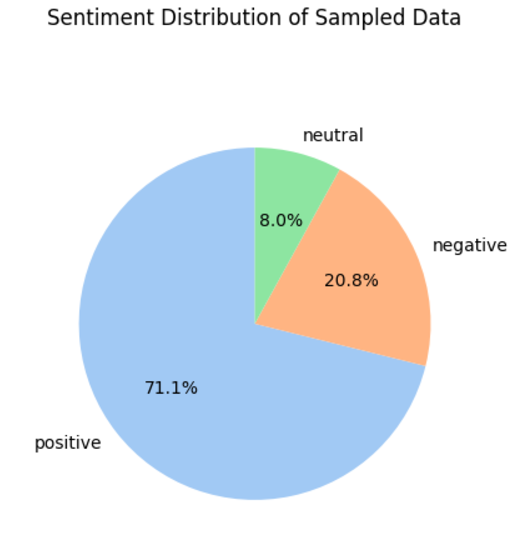 Sentiment Distribution of Sampled Data
neutral
8.0%
negative
20.8%
71.1%
positive